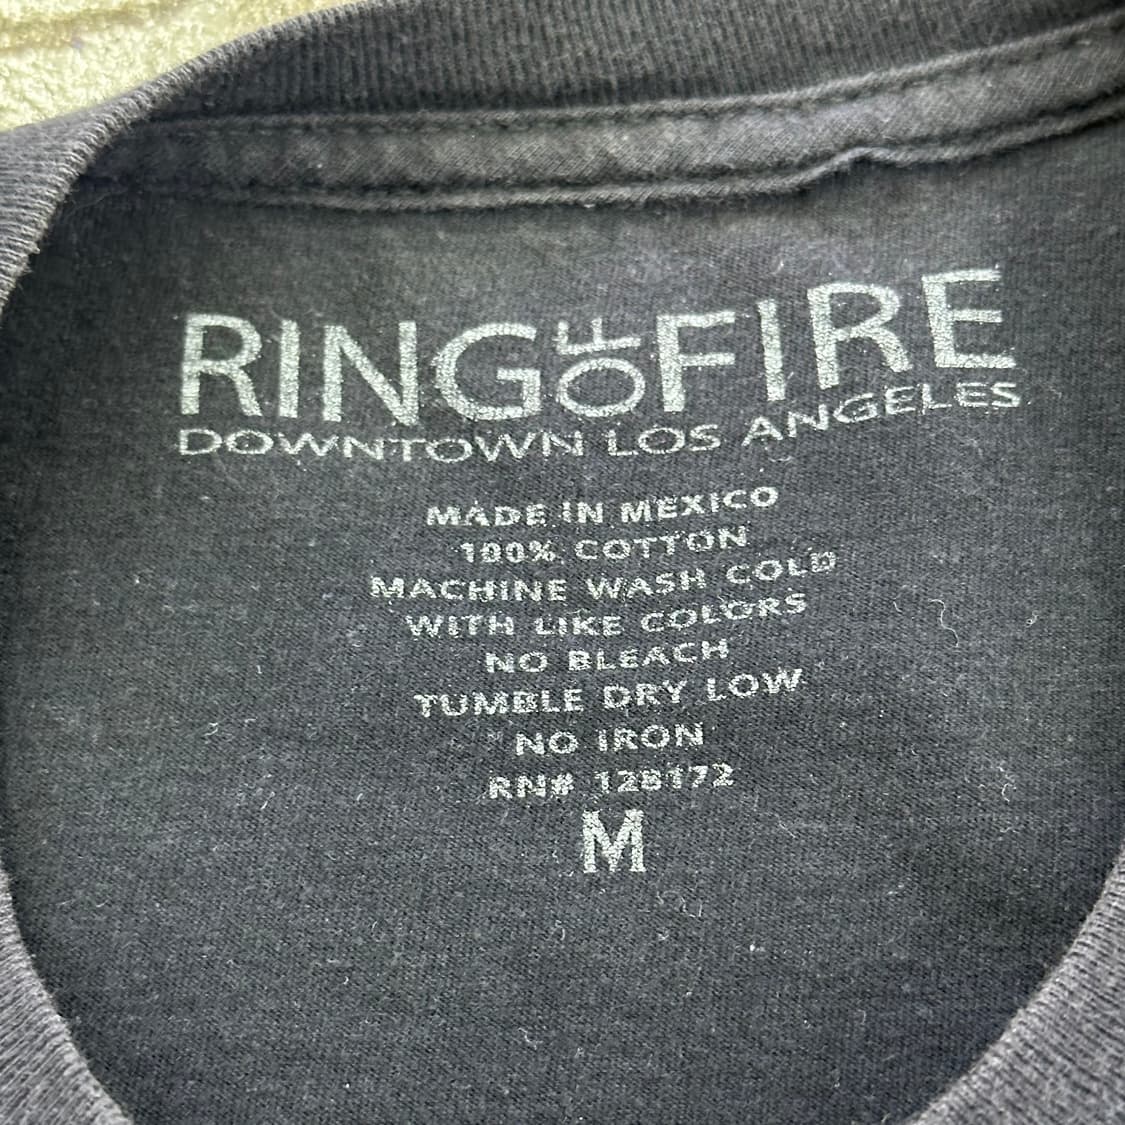 RING OF FIRE
DOWNTOWN LOS ANGELES
MADE IN MEXICO
100% COTTON
MACHINE WASH COLD
WITH LIKE COLORS
NO BLEACH
TUMBLE DRY LOW
NO IRON
RN# 128172
M